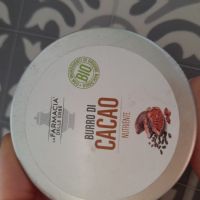 BIO
LA
FARMACIA
DELLE ERBE
BURRO DI
CACAO
NUTRIENTE